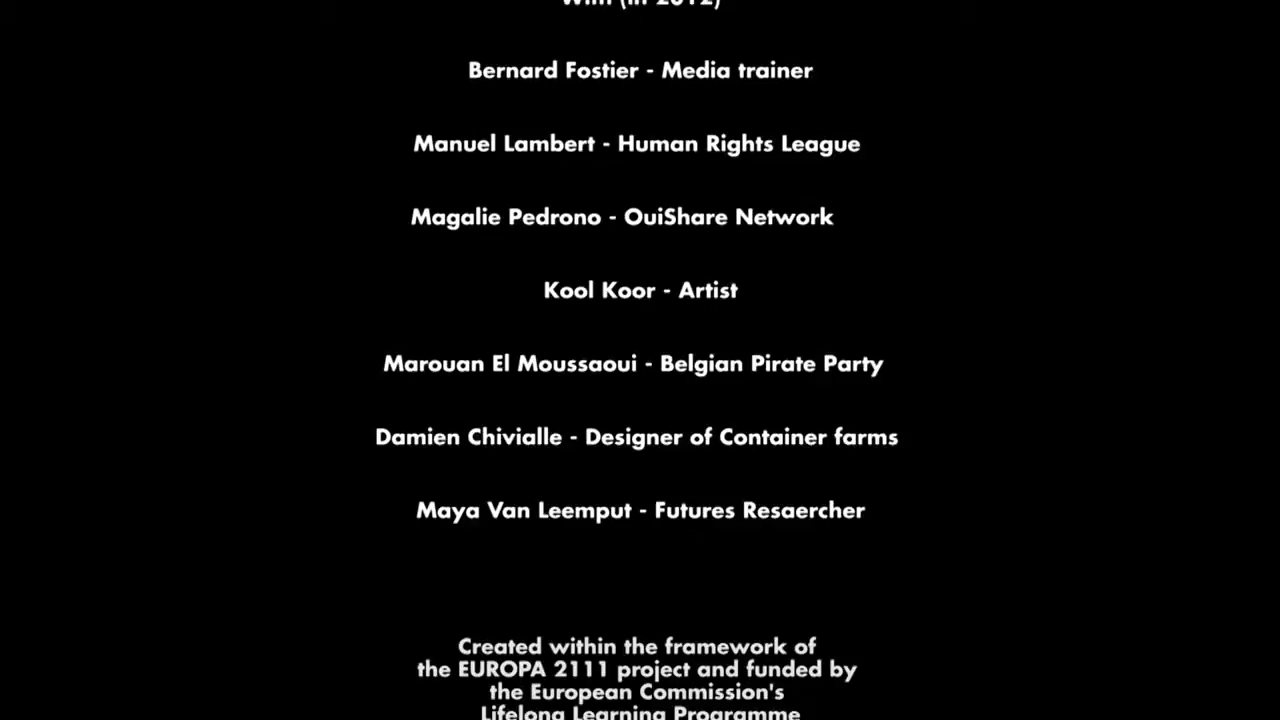 With (in 2012)
Bernard Fostier - Media trainer
Manuel Lambert - Human Rights League
Magalie Pedrono - OuiShare Network
Kool Koor - Artist
Marouan El Moussaoui - Belgian Pirate Party
Damien Chivialle - Designer of Container farms
Maya Van Leemput - Futures Resaercher
Created within the framework of
the EUROPA 2111 project and funded by
the European Commission's
Lifelong Learning Programme